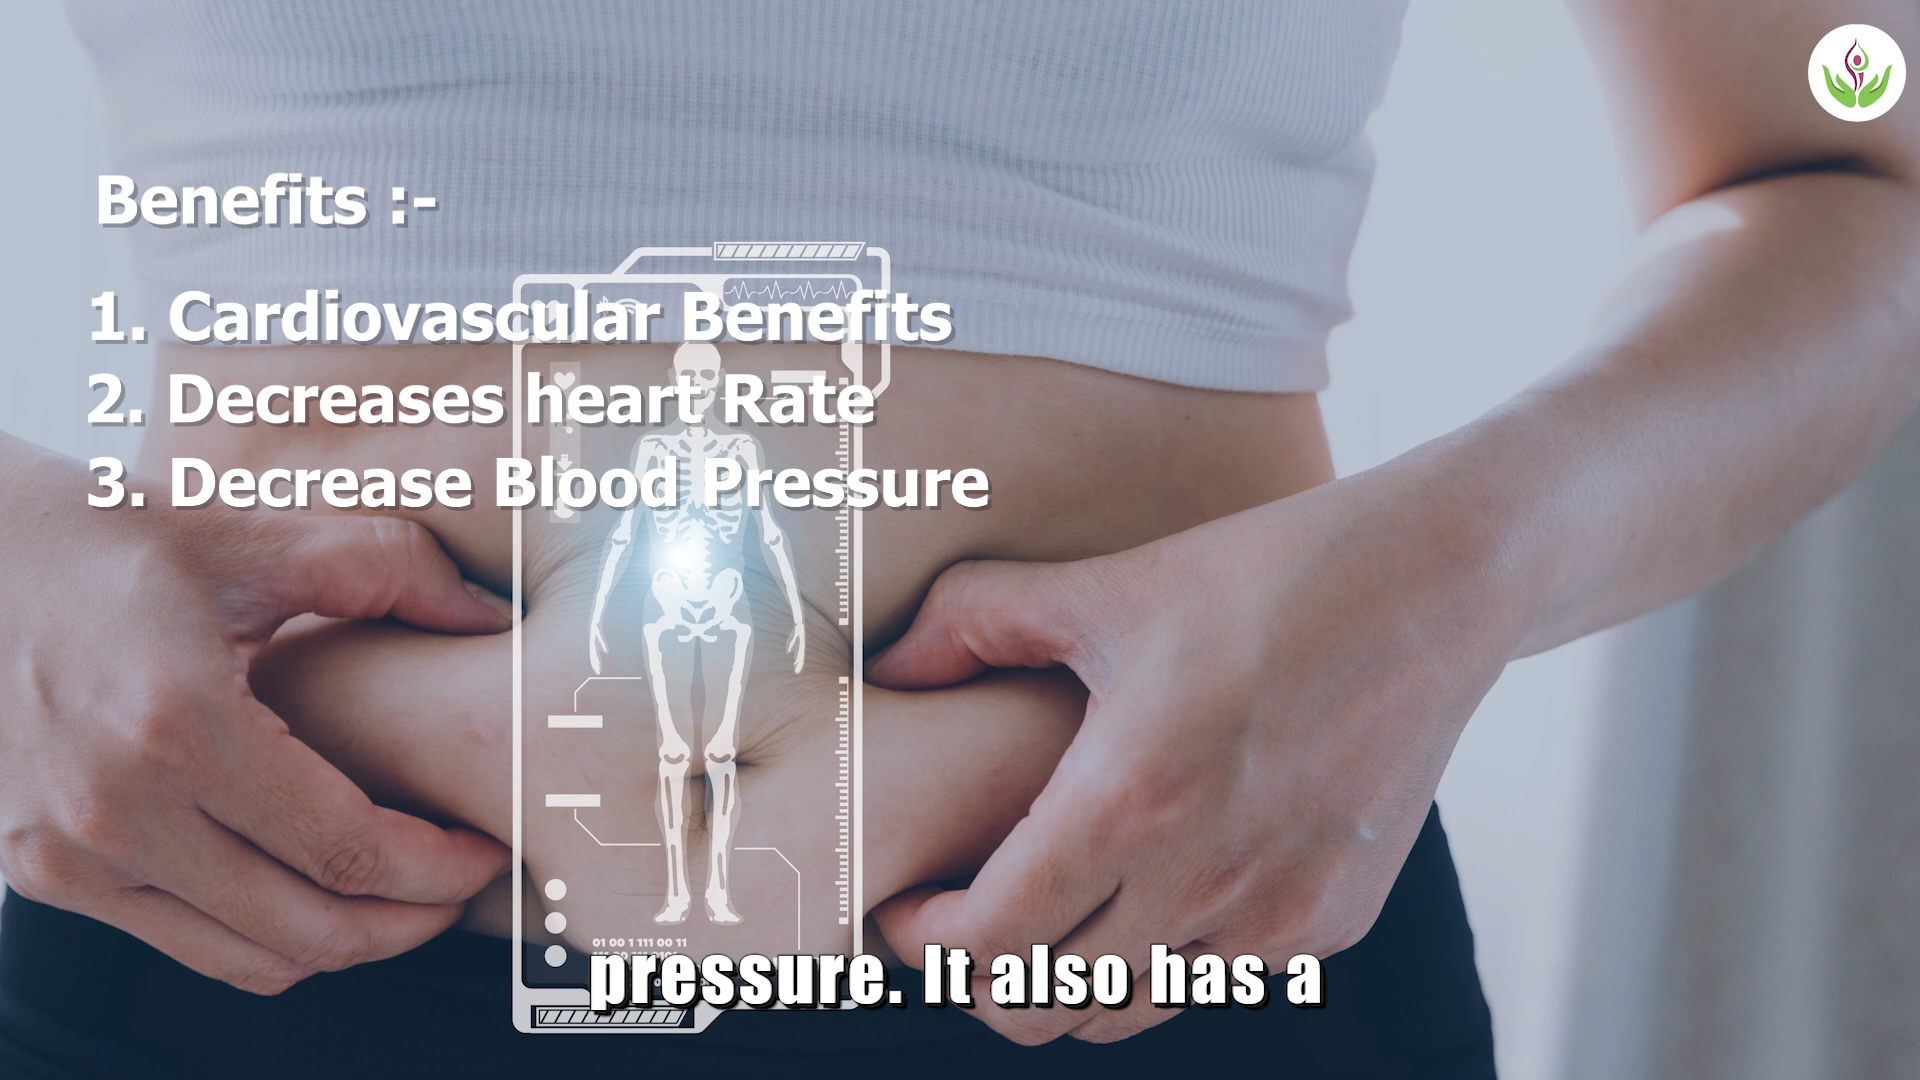 Benefits :-
1. Cardiovascular Benefits
2. Decreases heart Rate
3. Decrease Blood Pressure
01 00 1 111 00 11
pressure. It also has a